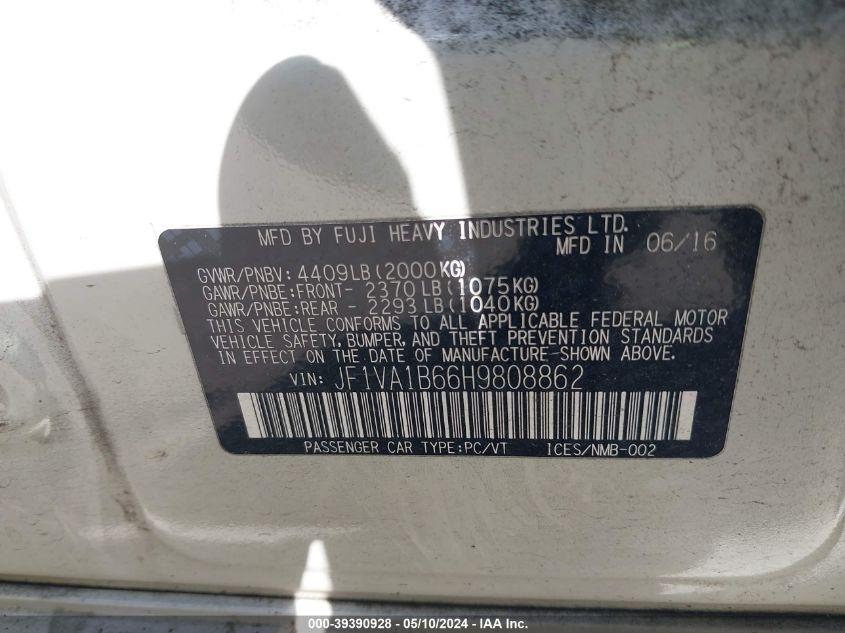 MFD BY FUJI HEAVY INDUSTRIES LTD.
MFD IN 06/16
GVWR/PNBV: 4409LB(2000KG)
GAWR/PNBE:FRONT- 2370LB(1075KG)
GAWR/PNBE:REAR - 2293LB(1040KG)
THIS VEHICLE CONFORMS TO ALL APPLICABLE FEDERAL MOTOR
VEHICLE SAFETY, BUMPER, AND THEFT PREVENTION STANDARDS
IN EFFECT ON THE DATE OF MANUFACTURE SHOWN ABOVE.
VIN: JF1VA1B66H9808862
PASSENGER CAR TYPE:PC/VT ICES/NMB-002
000-39390928 - 05/10/2024 - IAA Inc.